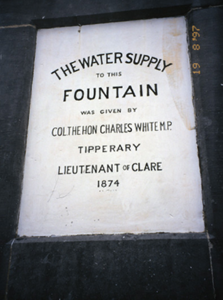 THE WATER SUPPLY
TO THIS
FOUNTAIN
WAS GIVEN BY
COL THE HON CHARLES WHITE M.P.
TIPPERARY
LIEUTENANT OF CLARE
1874
19 8'97